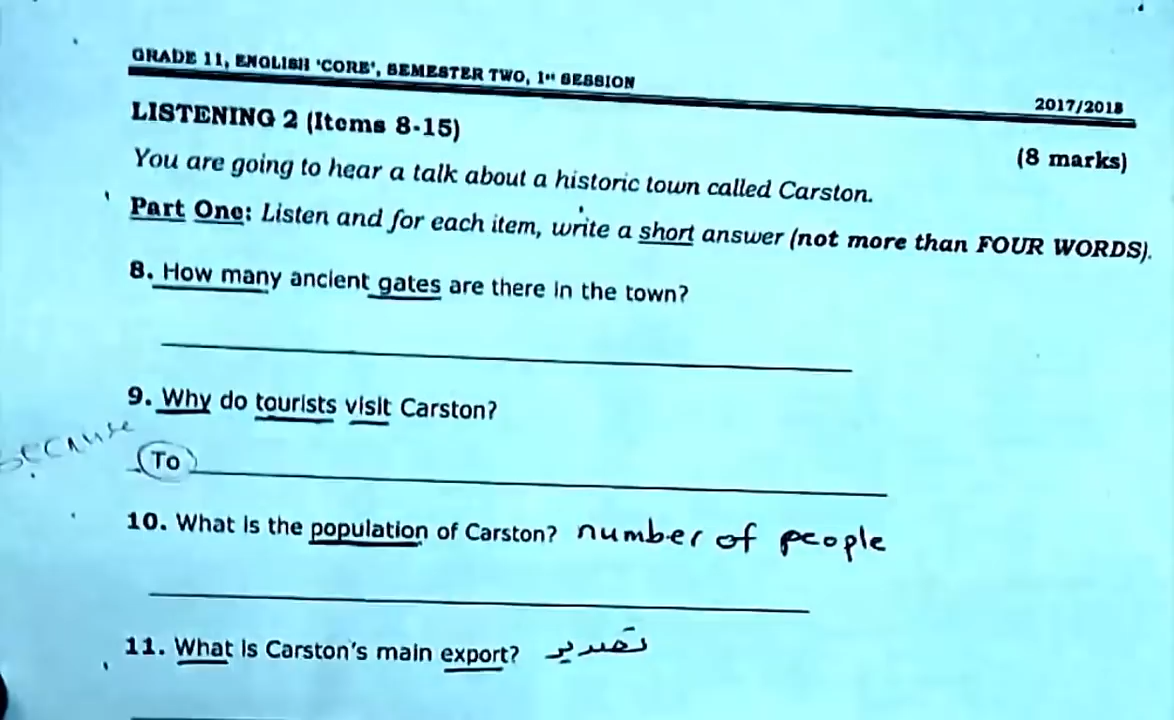 GRADE 11, ENGLISH 'CORE', SEMESTER TWO, 1st SESSION
2017/2018
LISTENING 2 (Items 8-15)
(8 marks)
You are going to hear a talk about a historic town called Carston.
Part One: Listen and for each item, write a short answer (not more than FOUR WORDS).
8. How many ancient gates are there in the town?
9. Why do tourists visit Carston?
Because
To
10. What is the population of Carston? number of people
11. What is Carston's main export? تصدير